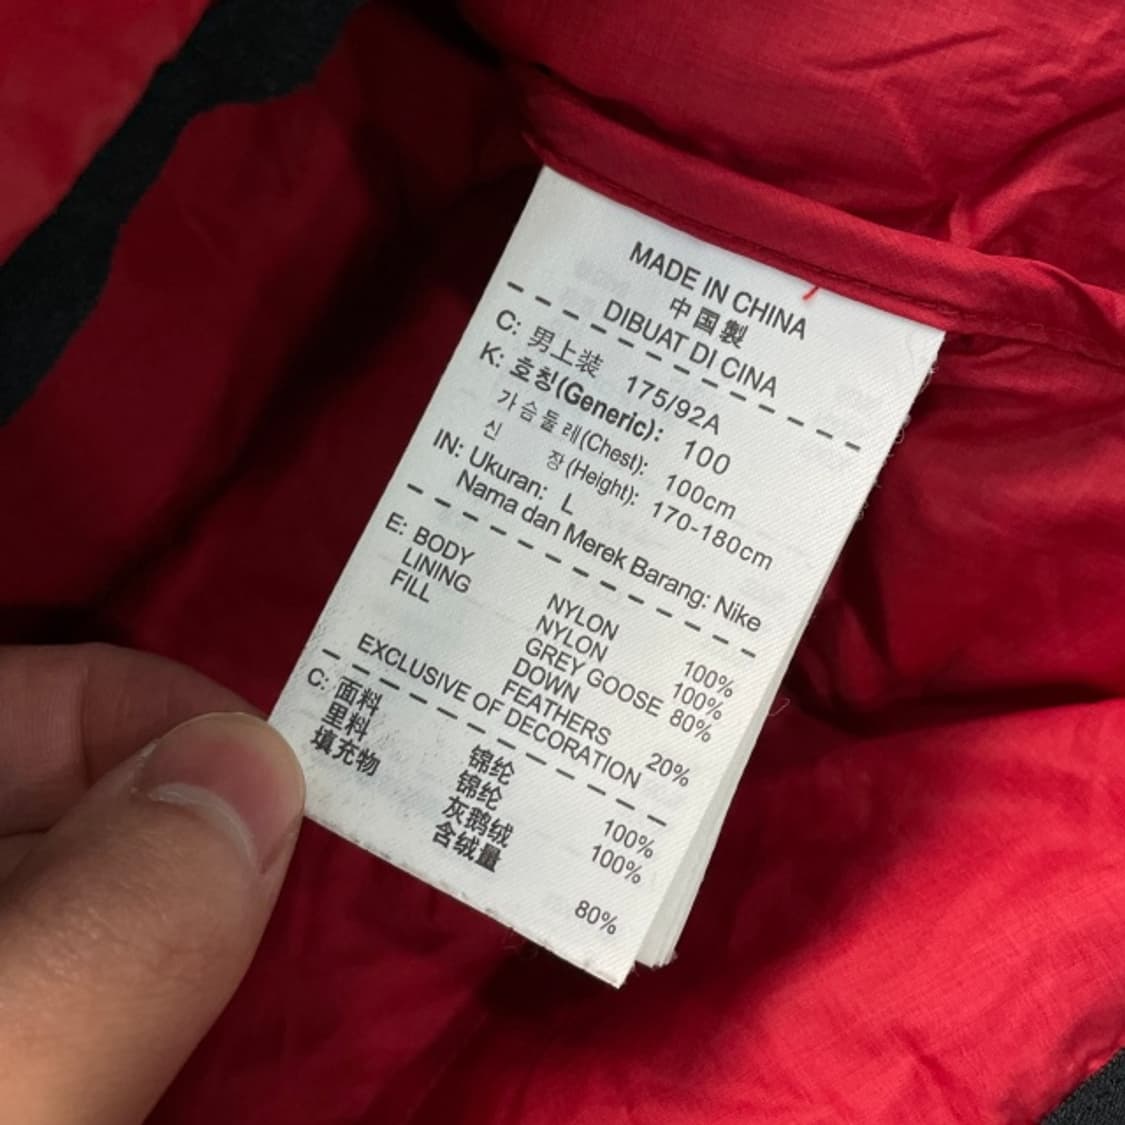 MADE IN CHINA
中国製
DIBUAT DI CINA
C: 男上装 175/92A
K: 호칭(Generic): 100
가슴둘레(Chest): 100cm
신 장(Height): 170-180cm
IN: Ukuran: L
Nama dan Merek Barang: Nike
E: BODY NYLON 100%
LINING NYLON 100%
FILL GREY GOOSE 80%
DOWN
FEATHERS 20%
EXCLUSIVE OF DECORATION
C: 面料 锦纶 100%
里料 锦纶 100%
填充物 灰鹅绒
含绒量 80%